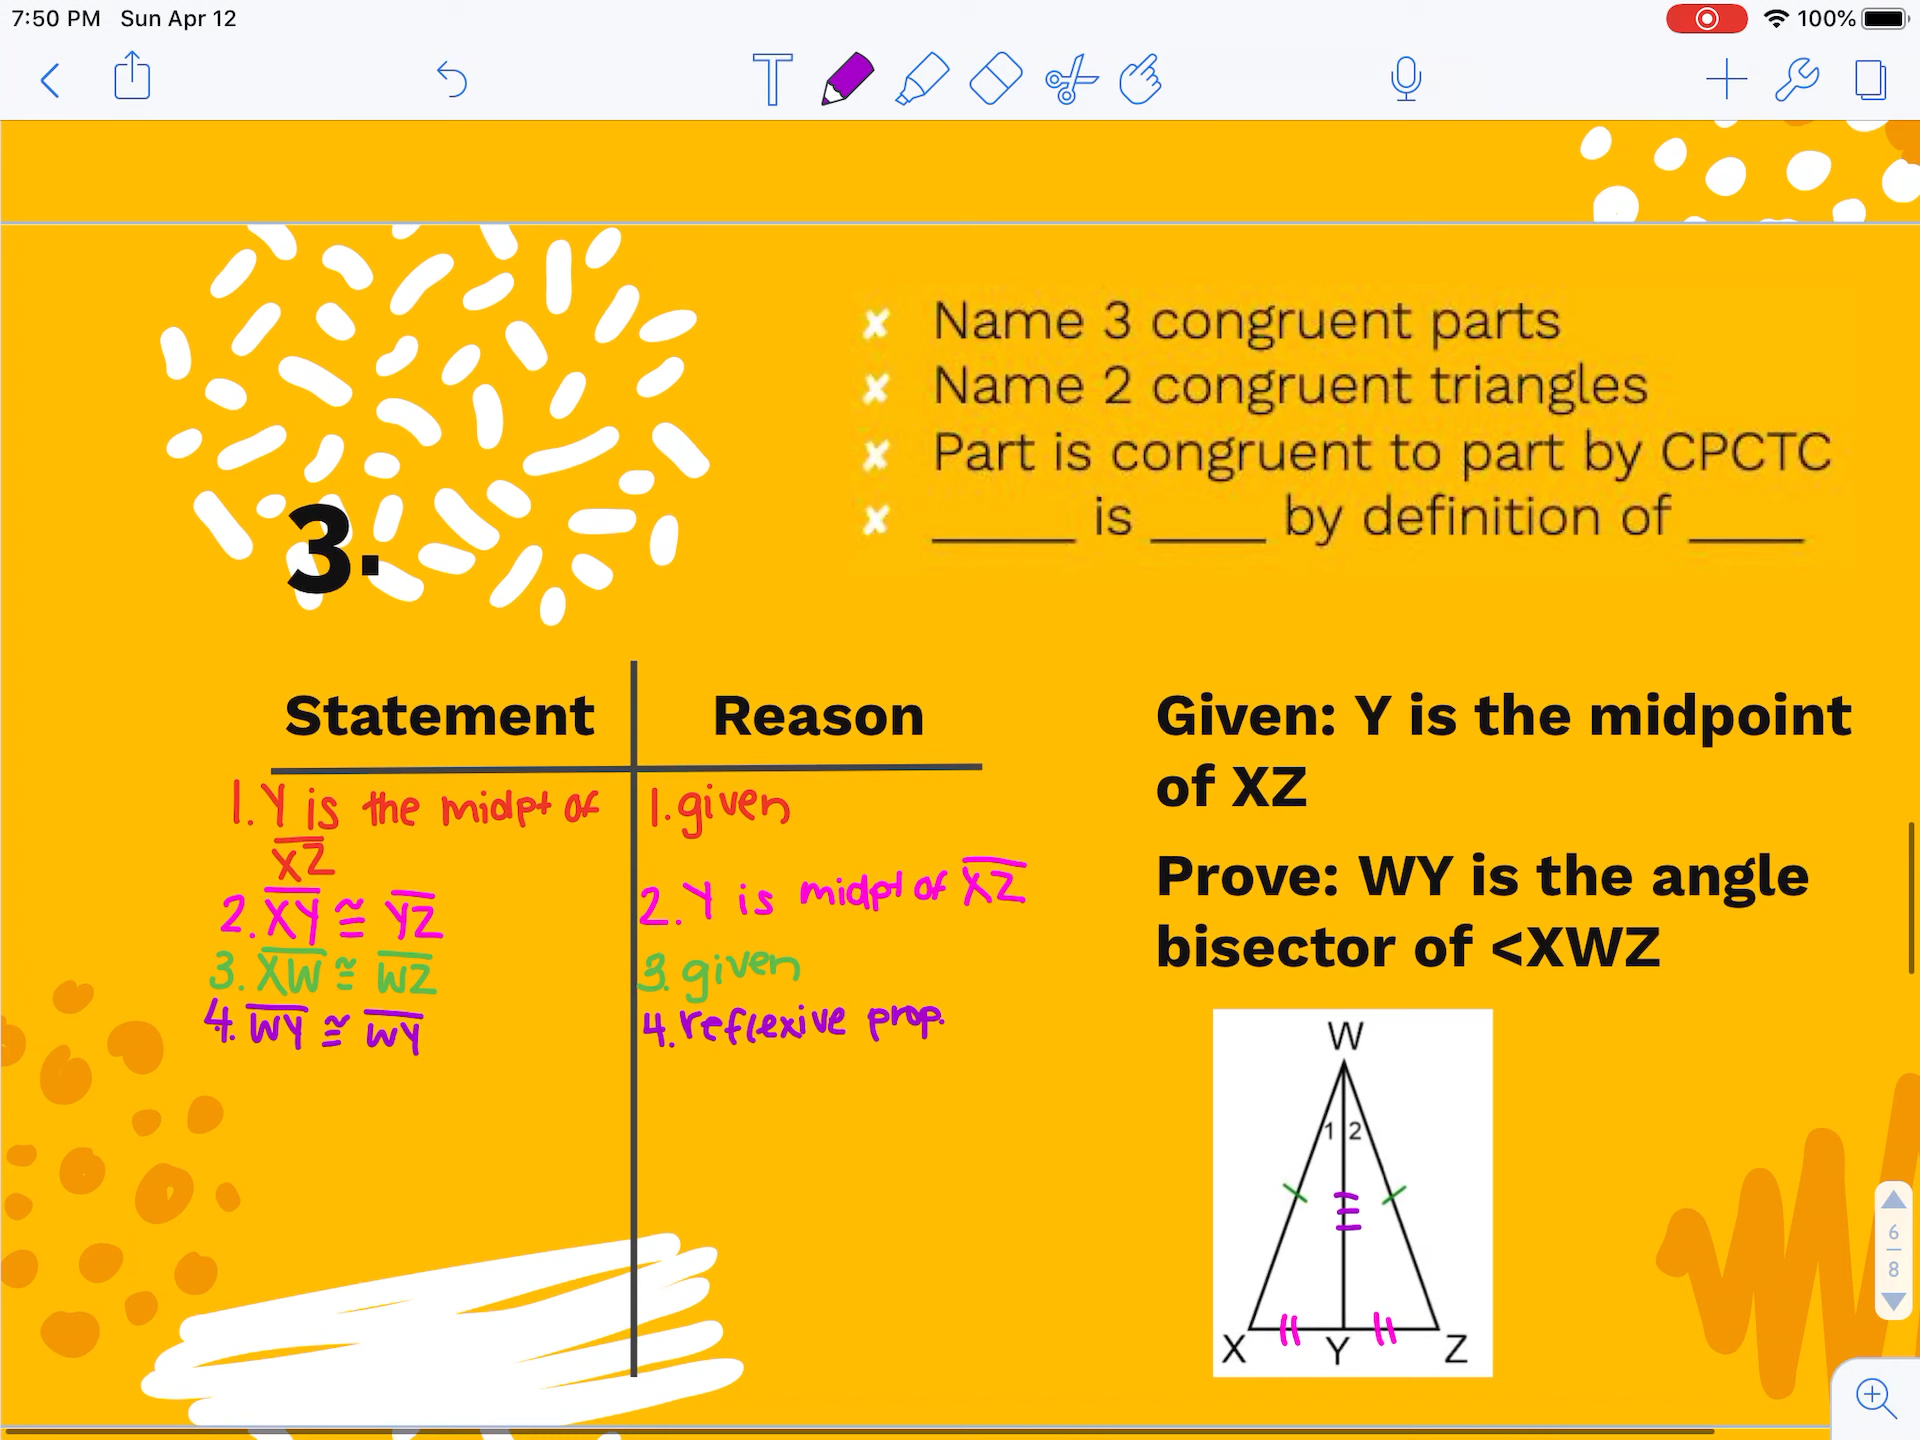 7:50 PM Sun Apr 12
100%
Name 3 congruent parts
Name 2 congruent triangles
Part is congruent to part by CPCTC
_____ is ____ by definition of ____
3.
Statement
Reason
1. Y is the midpt of
XZ
1. given
2. XY ≅ YZ
2. Y is midpt of XZ
3. XW ≅ WZ
3. given
4. WY ≅ WY
4. reflexive prop.
Given: Y is the midpoint
of XZ
Prove: WY is the angle
bisector of <XWZ
W
1 2
X Y Z
6
8